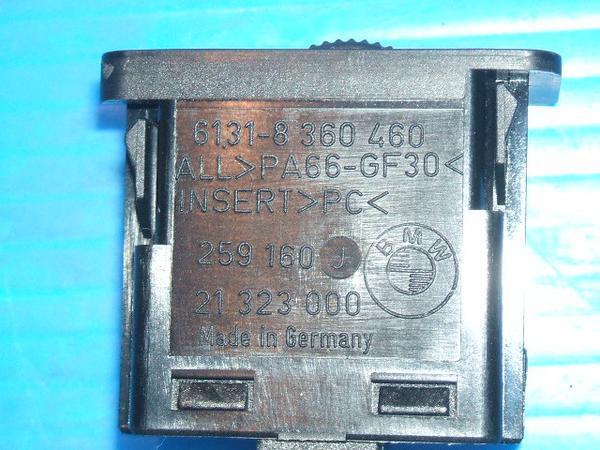 6131-8 360 460
ALL>PA66-GF30<
INSERT>PC<
259 160
BMW
21 323 000
Made in Germany